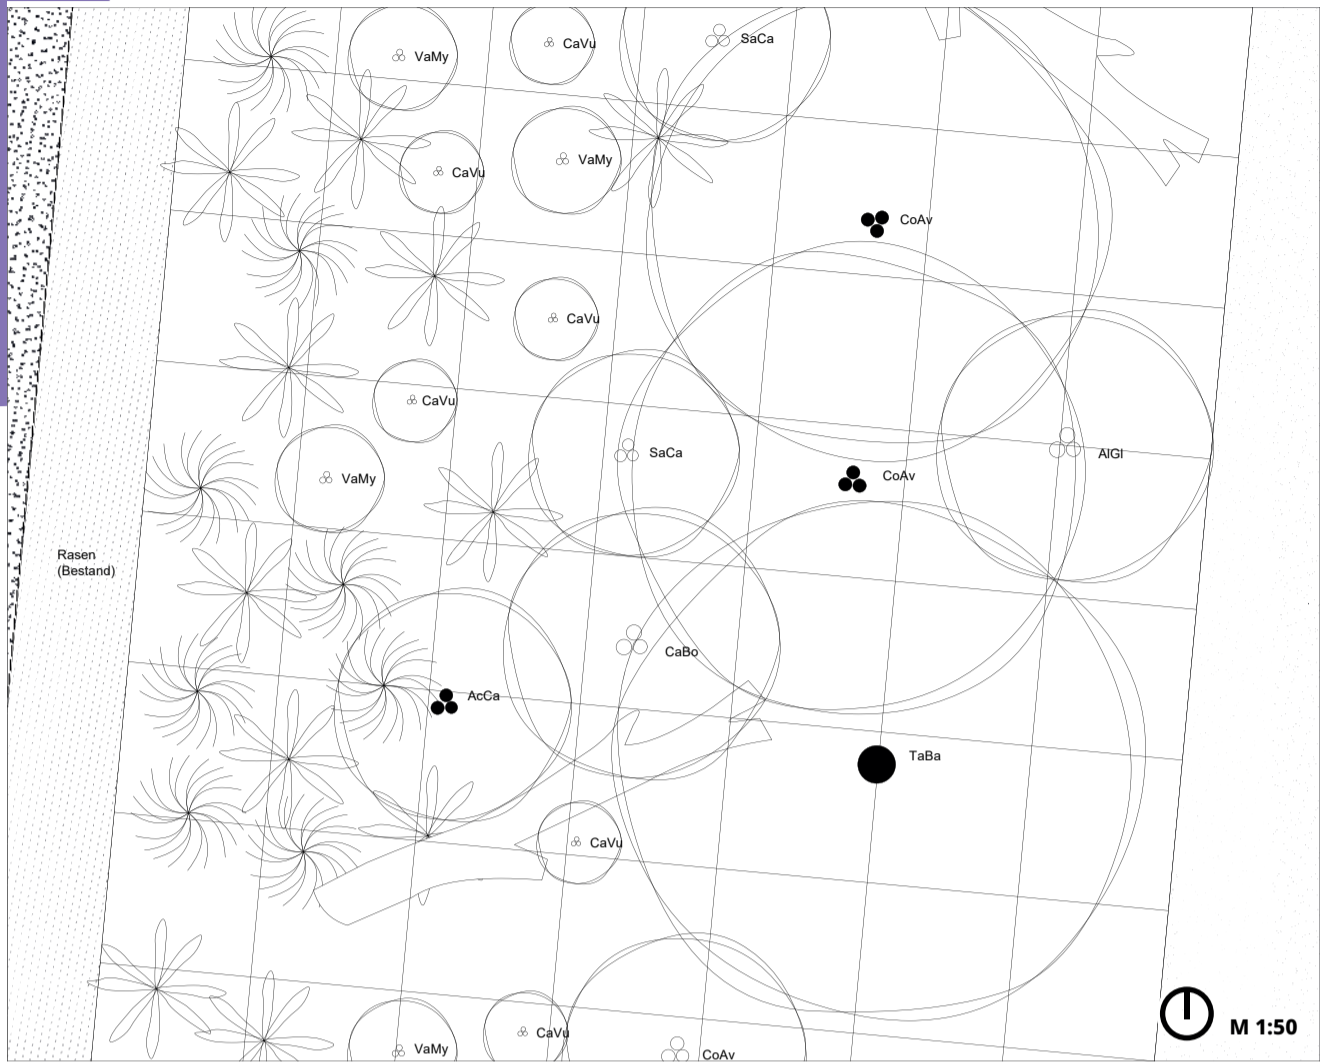 VaMy
CaVu
SaCa
CaVu
VaMy
CoAv
CaVu
CaVu
SaCa
CoAv
AlGl
VaMy
Rasen
(Bestand)
CaBo
AcCa
TaBa
CaVu
M 1:50
VaMy
CaVu
CoAv